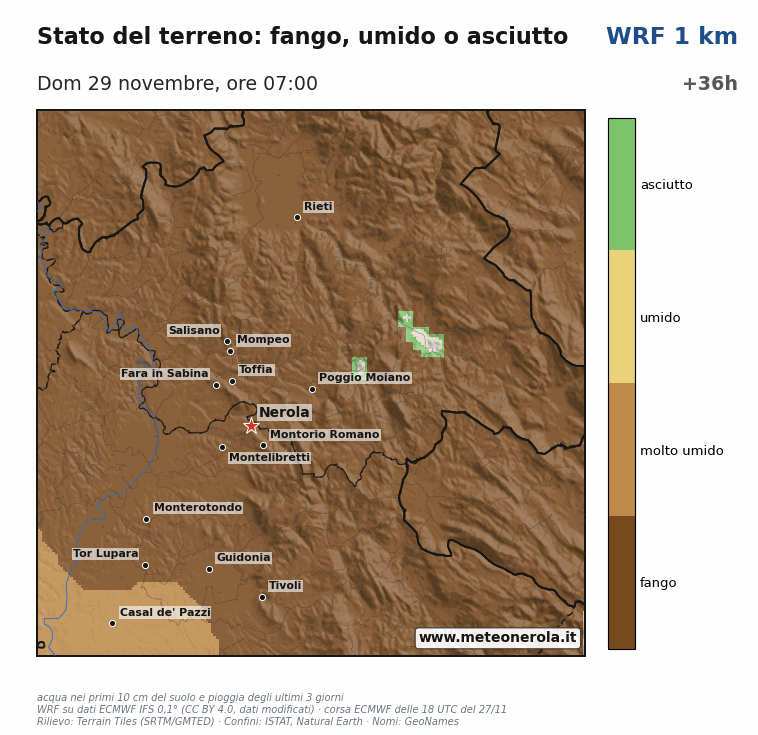 Stato del terreno: fango, umido o asciutto
WRF 1 km
Dom 29 novembre, ore 07:00
+36h
asciutto
umido
molto umido
fango
Rieti
Salisano
Mompeo
Fara in Sabina
Toffia
Poggio Moiano
Nerola
Montorio Romano
Montelibretti
Monterotondo
Tor Lupara
Guidonia
Tivoli
Casal de' Pazzi
www.meteonerola.it
acqua nei primi 10 cm del suolo e pioggia degli ultimi 3 giorni
WRF su dati ECMWF IFS 0,1° (CC BY 4.0, dati modificati) · corsa ECMWF delle 18 UTC del 27/11
Rilievo: Terrain Tiles (SRTM/GMTED) · Confini: ISTAT, Natural Earth · Nomi: GeoNames